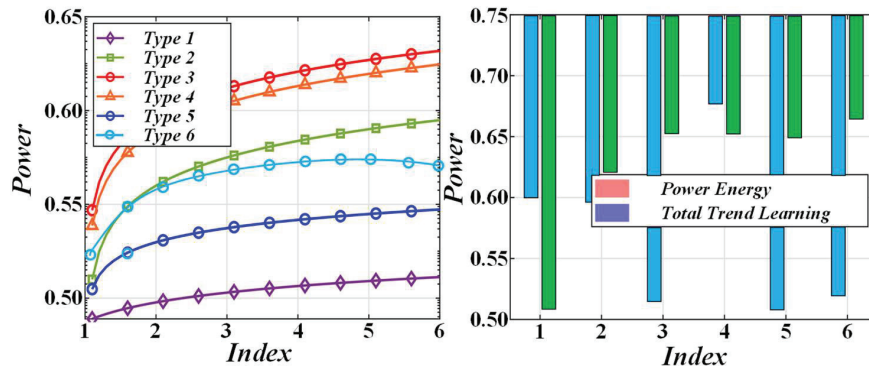 0.65
0.60
0.55
0.50
Power
Type 1
Type 2
Type 3
Type 4
Type 5
Type 6
1 2 3 4 5 6
Index
0.75
0.70
0.65
0.60
0.55
0.50
Power
Power Energy
Total Trend Learning
1 2 3 4 5 6
Index